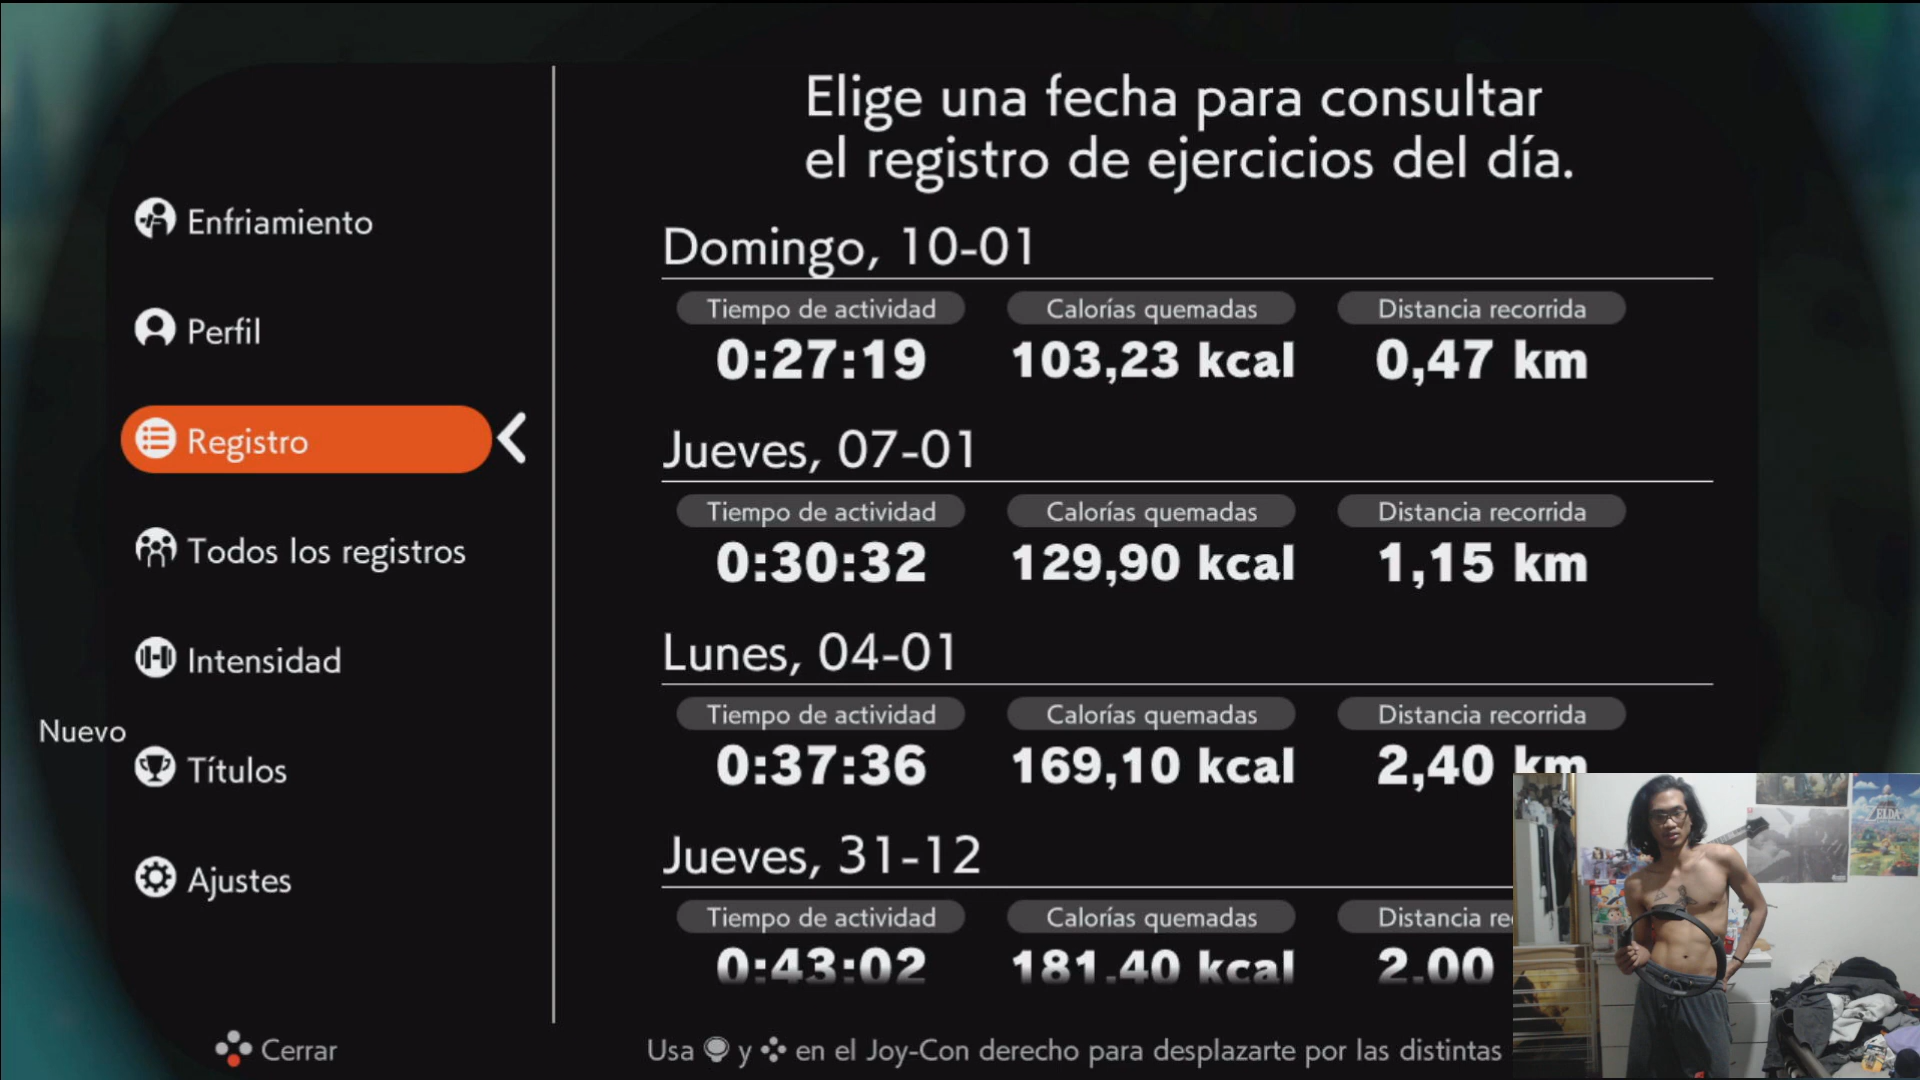 Elige una fecha para consultar
el registro de ejercicios del día.
Enfriamiento
Perfil
Registro
Todos los registros
Intensidad
Nuevo
Títulos
Ajustes
Domingo, 10-01
Tiempo de actividad Calorías quemadas Distancia recorrida
0:27:19 103,23 kcal 0,47 km
Jueves, 07-01
Tiempo de actividad Calorías quemadas Distancia recorrida
0:30:32 129,90 kcal 1,15 km
Lunes, 04-01
Tiempo de actividad Calorías quemadas Distancia recorrida
0:37:36 169,10 kcal 2,40 km
Jueves, 31-12
Tiempo de actividad Calorías quemadas Distancia re
0:43:02 181,40 kcal 2,00
Cerrar
Usa y en el Joy-Con derecho para desplazarte por las distintas
ZELDA